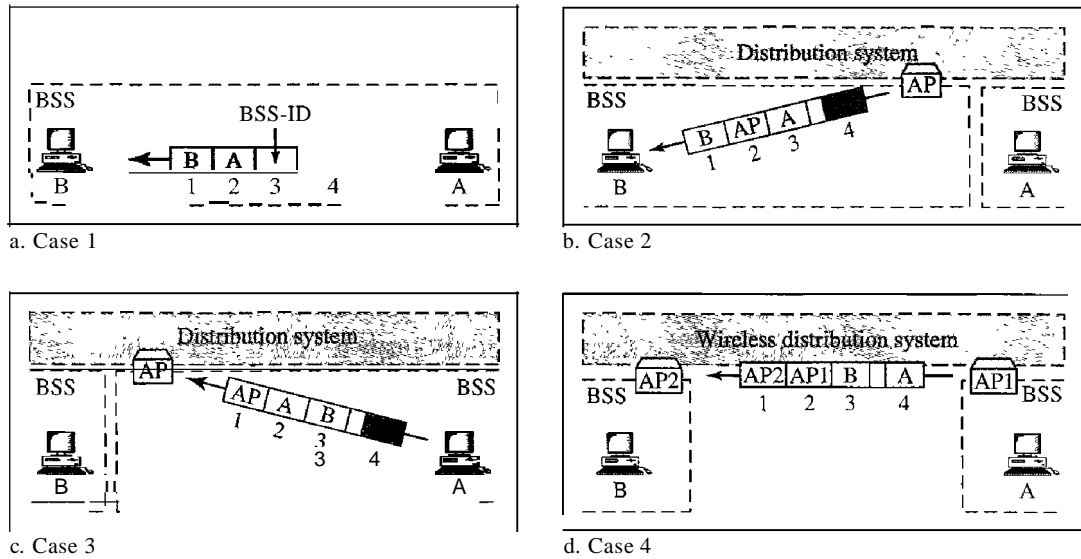 BSS
BSS-ID
B A
B 1 2 3 4 A
a. Case 1
Distribution system
AP
BSS BSS
B AP A
1 2 3 4
B A
b. Case 2
Distribution system
AP
BSS BSS
AP A B
1 2 3 4
3
B A
c. Case 3
Wireless distribution system
AP2 AP2 AP1 B A AP1
BSS 1 2 3 4 BSS
B A
d. Case 4